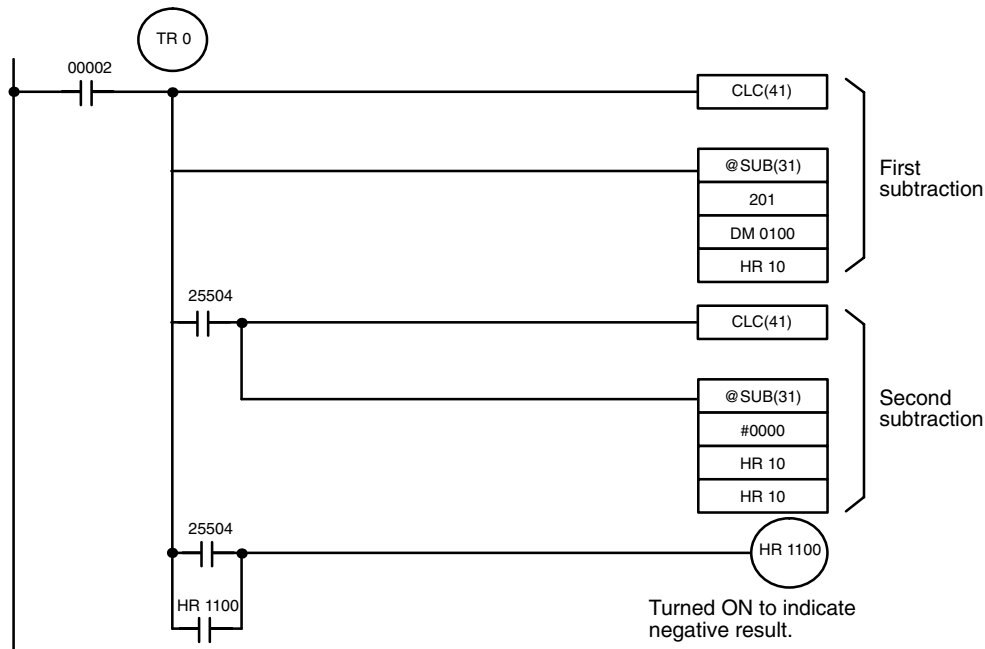 TR 0
00002
CLC(41)
@SUB(31)
201
DM 0100
HR 10
First
subtraction
25504
CLC(41)
@SUB(31)
#0000
HR 10
HR 10
Second
subtraction
25504
HR 1100
HR 1100
Turned ON to indicate
negative result.